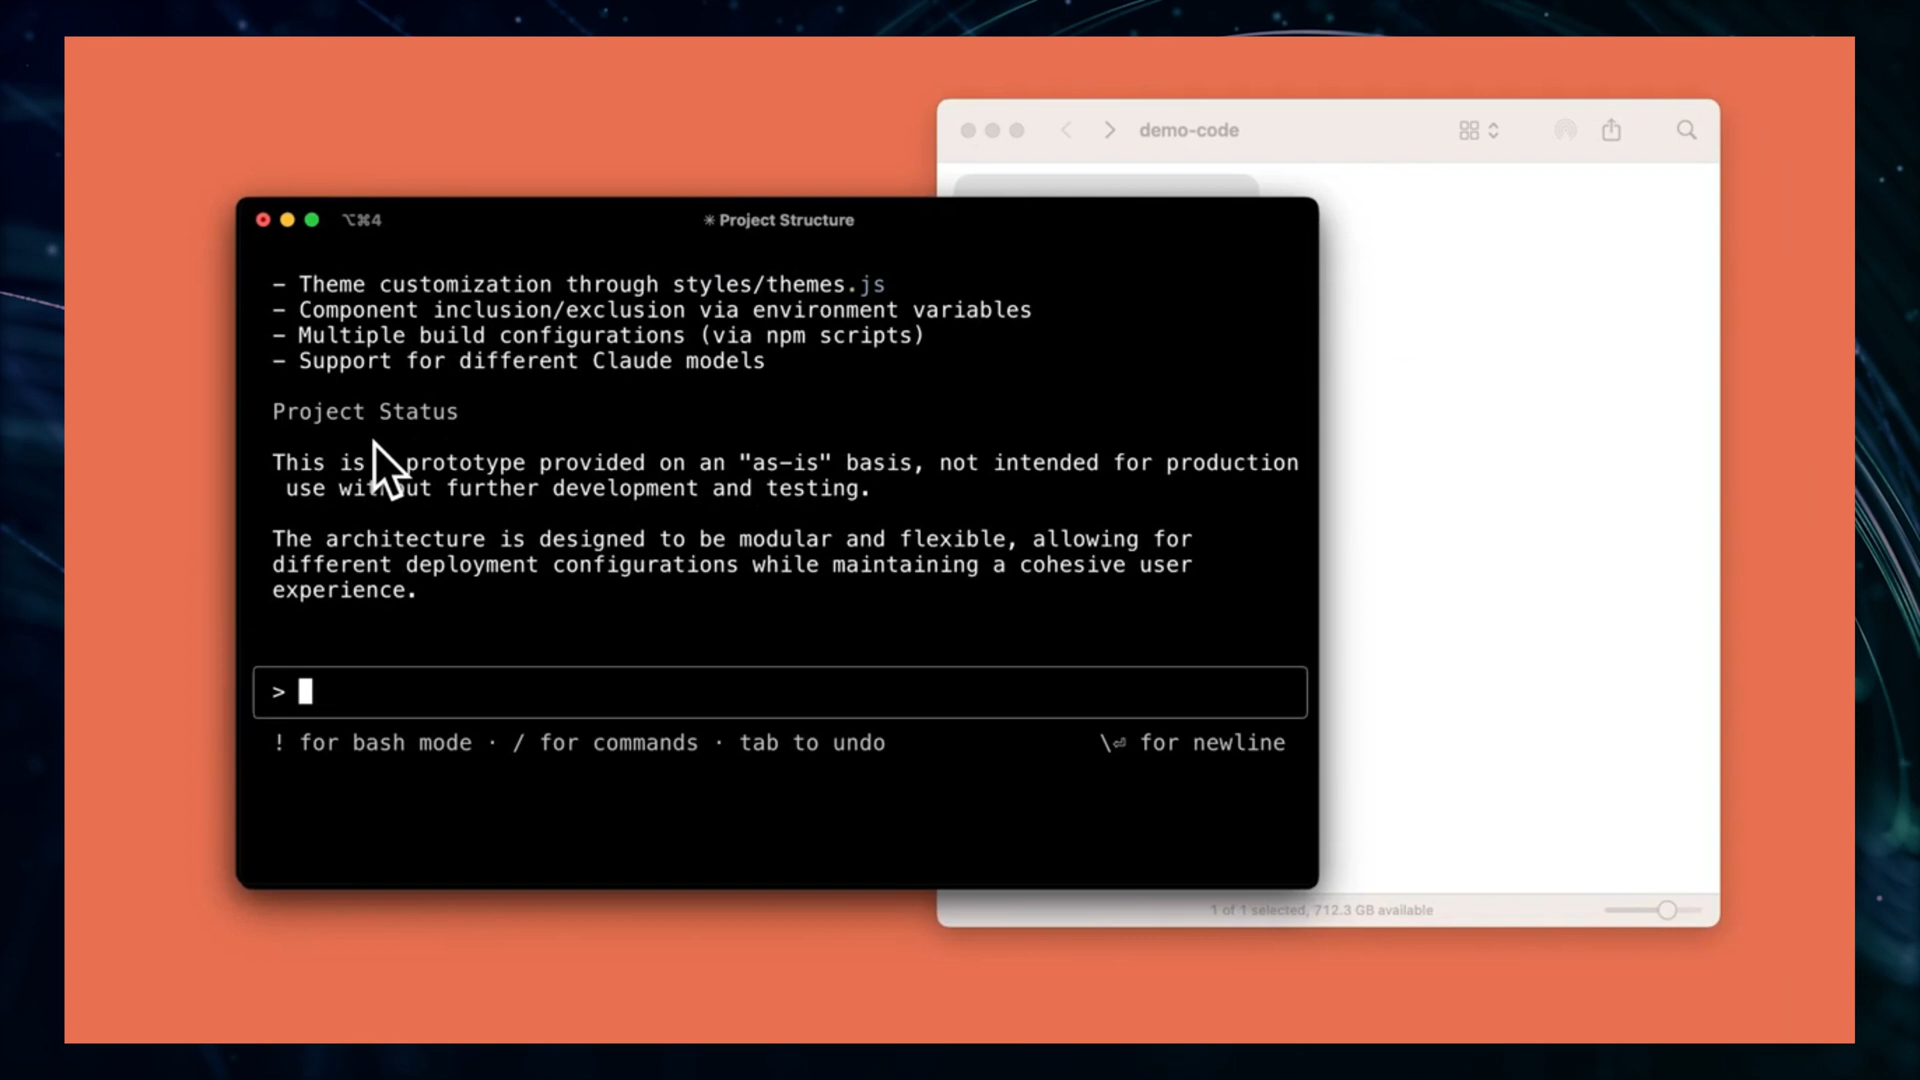 demo-code
⌥⌘4
✳ Project Structure
- Theme customization through styles/themes.js
- Component inclusion/exclusion via environment variables
- Multiple build configurations (via npm scripts)
- Support for different Claude models
Project Status
This is prototype provided on an "as-is" basis, not intended for production
use without further development and testing.
The architecture is designed to be modular and flexible, allowing for
different deployment configurations while maintaining a cohesive user
experience.
>
! for bash mode · / for commands · tab to undo
\⏎ for newline
1 of 1 selected, 712.3 GB available